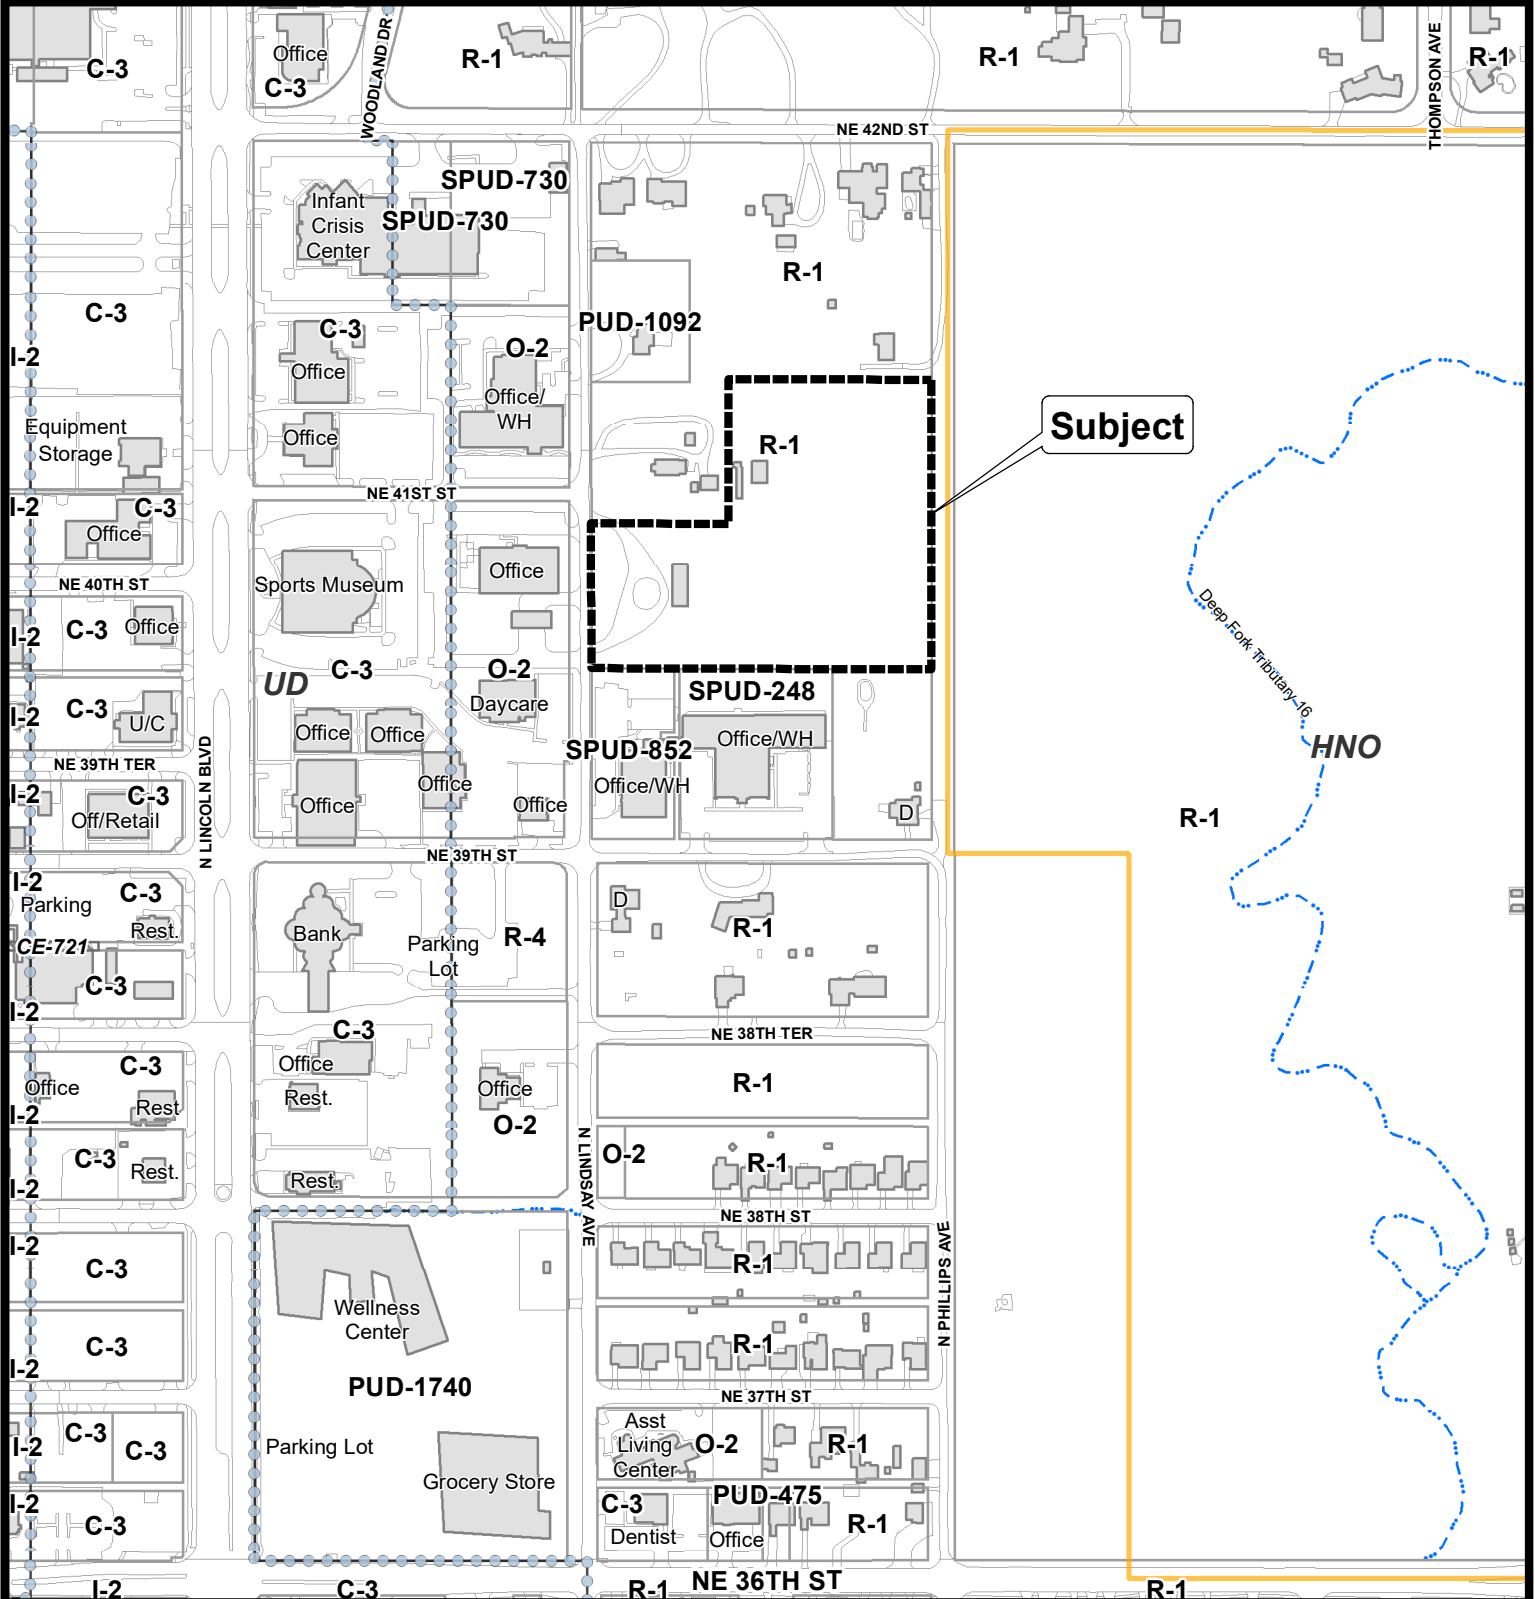 Office
C-3
C-3
WOODLAND DR
R-1
R-1
THOMPSON AVE
R-1
NE 42ND ST
SPUD-730
SPUD-730
Infant
Crisis
Center
R-1
C-3
I-2
C-3
Office
PUD-1092
O-2
Office/
WH
Equipment
Storage
Office
R-1
Subject
NE 41ST ST
I-2
C-3
Office
Sports Museum
Office
NE 40TH ST
I-2
C-3
Office
Deep Fork Tributary 16
C-3
O-2
UD
Daycare
SPUD-248
I-2
C-3
U/C
Office
Office
Office/WH
SPUD-852
Office/WH
HNO
N LINCOLN BLVD
NE 39TH TER
I-2
C-3
Off/Retail
Office
Office
Office
D
R-1
NE 39TH ST
I-2
Parking
C-3
Rest.
CE-721
C-3
I-2
Bank
Parking
Lot
R-4
D
R-1
NE 38TH TER
C-3
Office
Rest
I-2
C-3
Office
Rest.
Office
O-2
R-1
C-3
Rest.
I-2
Rest.
N LINDSAY AVE
O-2
R-1
NE 38TH ST
I-2
C-3
R-1
N PHILLIPS AVE
Wellness
Center
C-3
I-2
R-1
PUD-1740
NE 37TH ST
C-3
I-2
C-3
Parking Lot
Grocery Store
Asst
Living
Center
O-2
R-1
I-2
C-3
C-3
Dentist
PUD-475
Office
R-1
NE 36TH ST
I-2
C-3
R-1
R-1